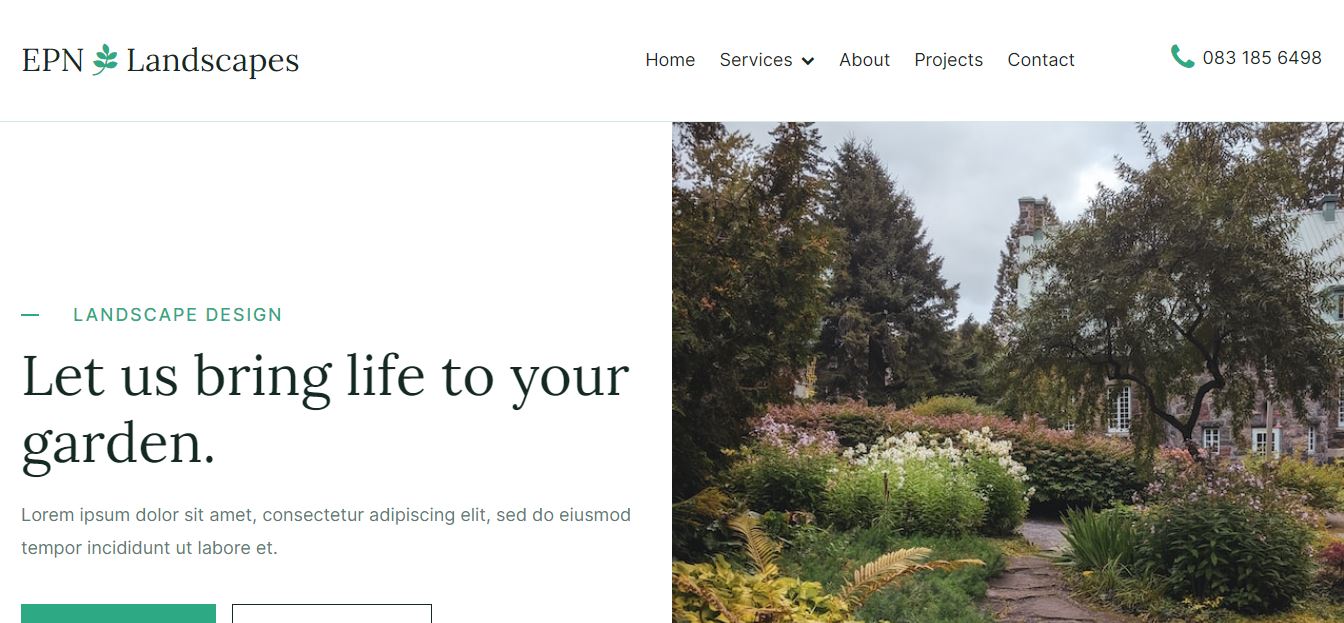 EPN Landscapes
Home Services About Projects Contact
083 185 6498
LANDSCAPE DESIGN
Let us bring life to your
garden.
Lorem ipsum dolor sit amet, consectetur adipiscing elit, sed do eiusmod
tempor incididunt ut labore et.